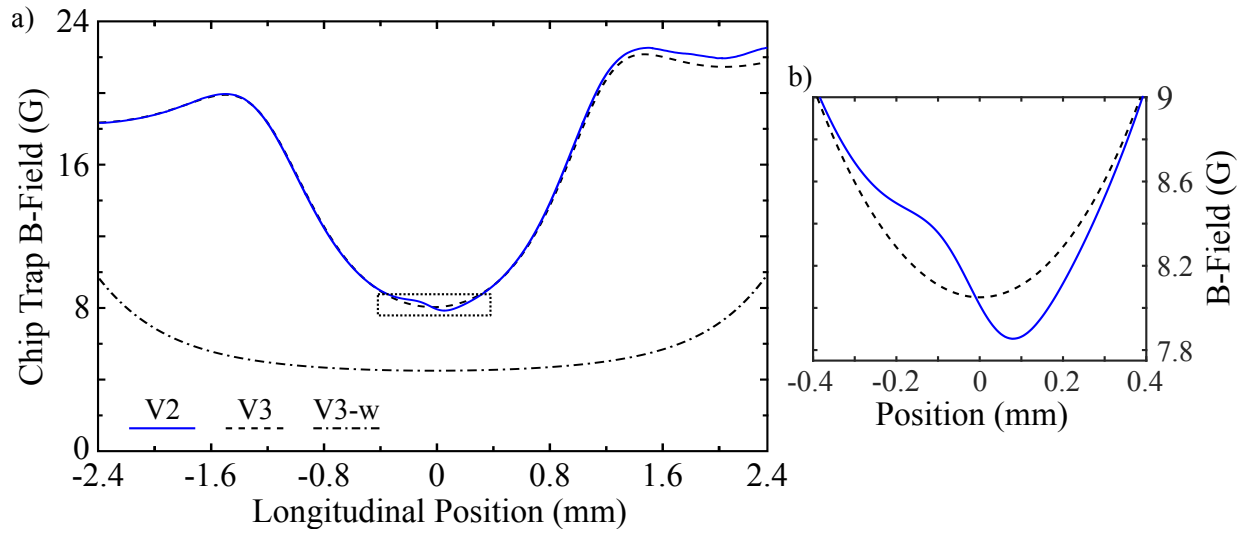 a)
24
16
8
0
Chip Trap B-Field (G)
V2 V3 V3-w
-2.4 -1.6 -0.8 0 0.8 1.6 2.4
Longitudinal Position (mm)
b)
9
8.6
8.2
7.8
B-Field (G)
-0.4 -0.2 0 0.2 0.4
Position (mm)